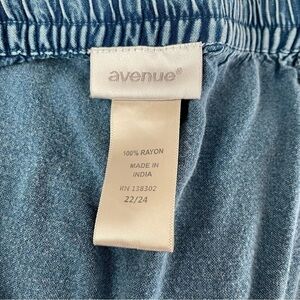 avenue®
100% RAYON
MADE IN
INDIA
RN 138302
22/24